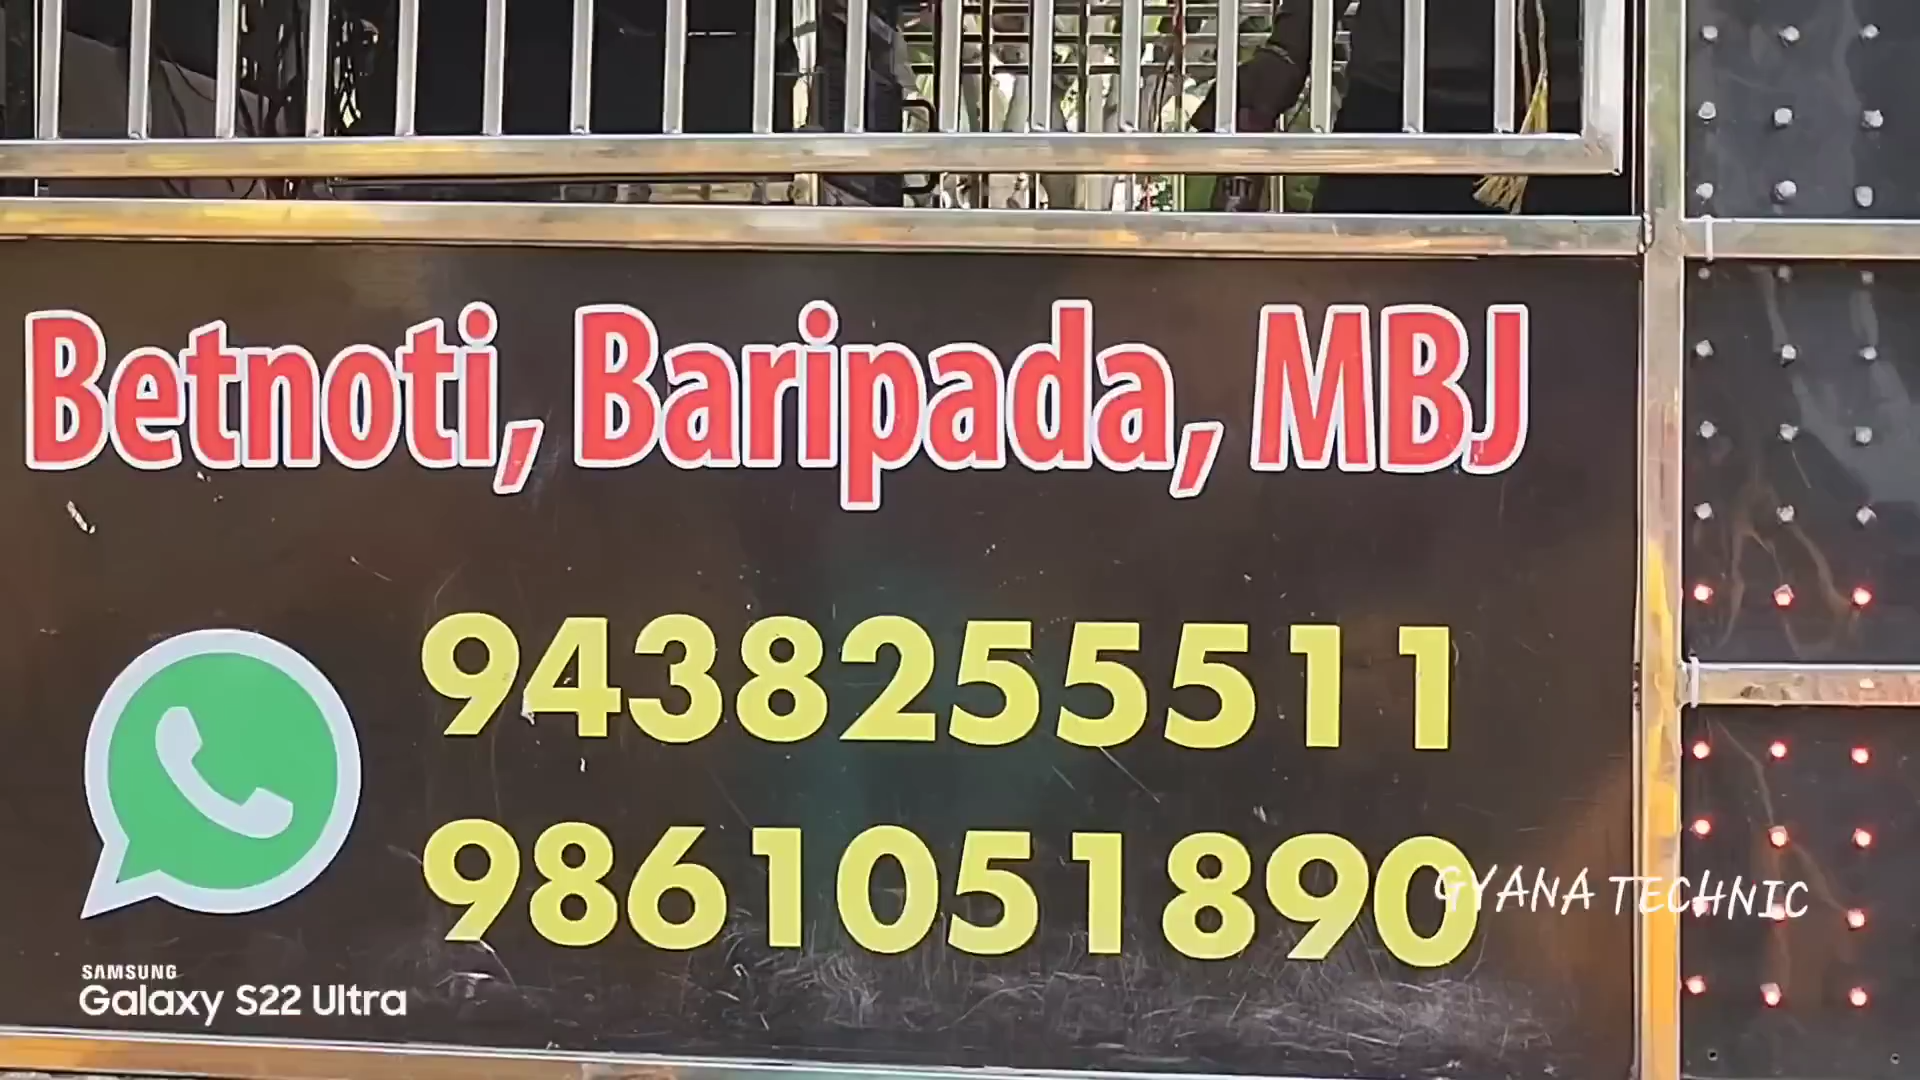 Betnoti, Baripada, MBJ
9438255511
9861051890
GYANA TECHNIC
SAMSUNG
Galaxy S22 Ultra